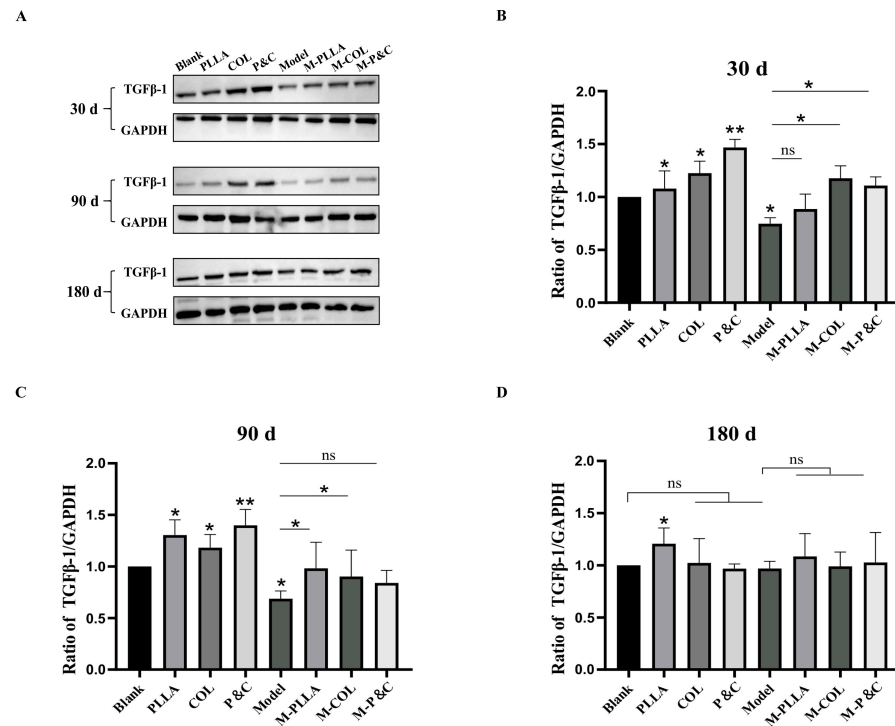 A
Blank PLLA COL P&C Model M-PLLA M-COL M-P&C
30 d
TGFβ-1
GAPDH
90 d
TGFβ-1
GAPDH
180 d
TGFβ-1
GAPDH
B
30 d
Ratio of TGFβ-1/GAPDH
2.0
1.5
1.0
0.5
0.0
* * ** * ns * *
Blank PLLA COL P&C Model M-PLLA M-COL M-P&C
C
90 d
Ratio of TGFβ-1/GAPDH
2.0
1.5
1.0
0.5
0.0
* * ** * * * ns
Blank PLLA COL P&C Model M-PLLA M-COL M-P&C
D
180 d
Ratio of TGFβ-1/GAPDH
2.0
1.5
1.0
0.5
0.0
ns * ns
Blank PLLA COL P&C Model M-PLLA M-COL M-P&C